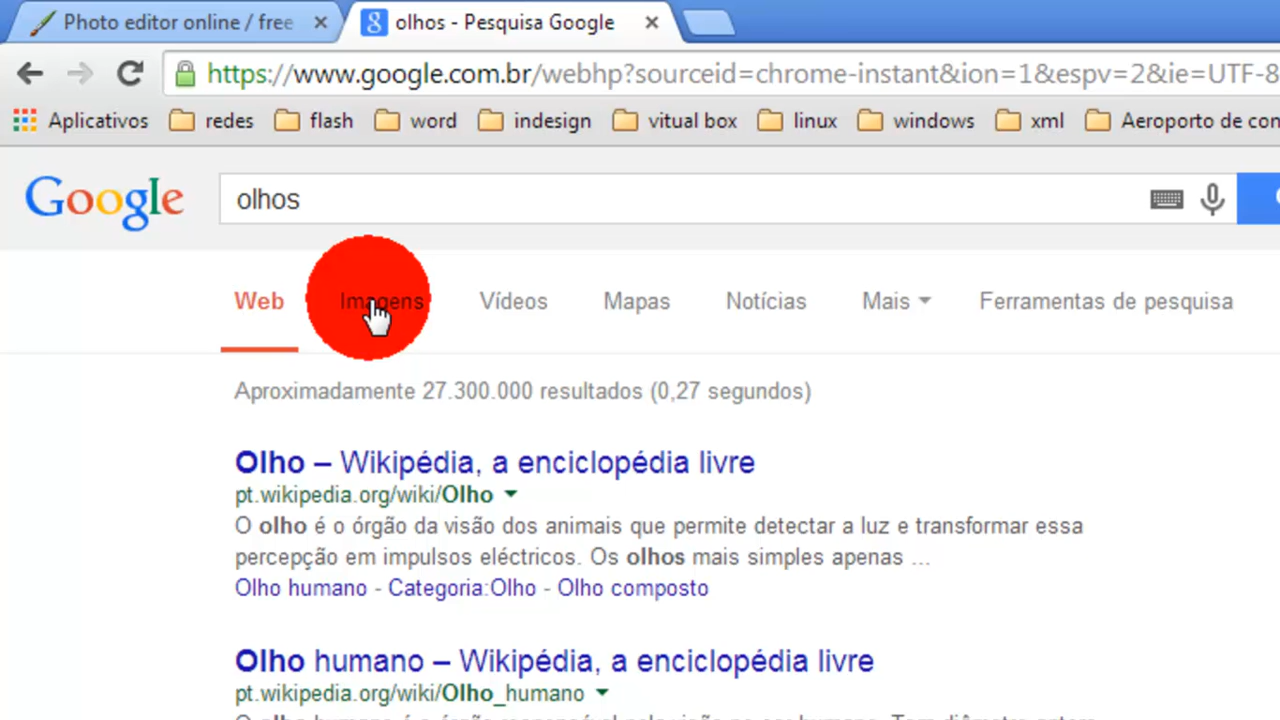 Photo editor online / free
olhos - Pesquisa Google
https://www.google.com.br/webhp?sourceid=chrome-instant&ion=1&espv=2&ie=UTF-8
Aplicativos redes flash word indesign vitual box linux windows xml Aeroporto de con
Google olhos
Web Imagens Vídeos Mapas Notícias Mais Ferramentas de pesquisa
Aproximadamente 27.300.000 resultados (0,27 segundos)
Olho – Wikipédia, a enciclopédia livre
pt.wikipedia.org/wiki/Olho
O olho é o órgão da visão dos animais que permite detectar a luz e transformar essa
percepção em impulsos eléctricos. Os olhos mais simples apenas ...
Olho humano - Categoria:Olho - Olho composto
Olho humano – Wikipédia, a enciclopédia livre
pt.wikipedia.org/wiki/Olho_humano